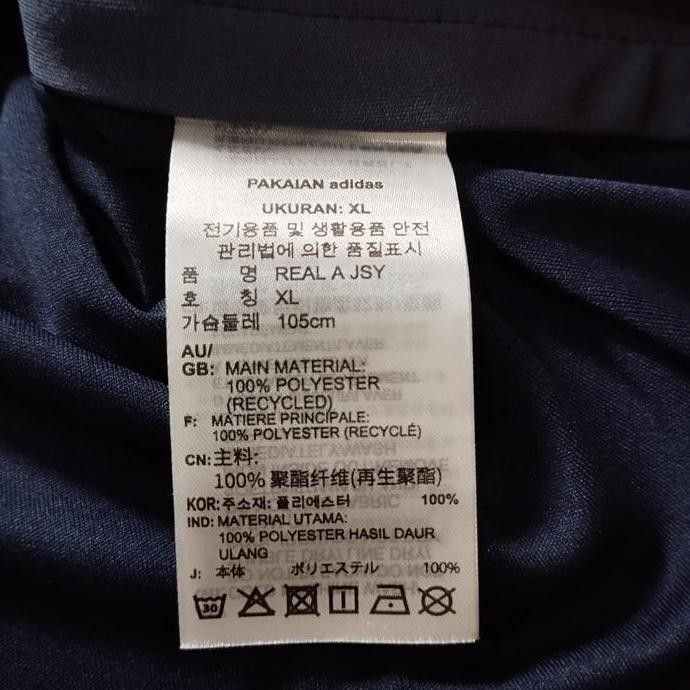 PAKAIAN adidas
UKURAN: XL
전기용품 및 생활용품 안전
관리법에 의한 품질표시
품 명 REAL A JSY
호 칭 XL
가슴둘레 105cm
AU/
GB: MAIN MATERIAL:
100% POLYESTER
(RECYCLED)
F: MATIERE PRINCIPALE:
100% POLYESTER (RECYCLÉ)
CN: 主料:
100% 聚酯纤维(再生聚酯)
KOR: 주소재: 폴리에스터 100%
IND: MATERIAL UTAMA:
100% POLYESTER HASIL DAUR
ULANG
J: 本体 ポリエステル 100%
30